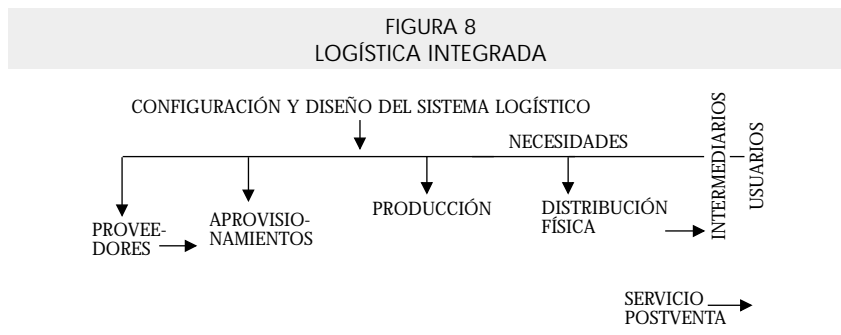 FIGURA 8
LOGÍSTICA INTEGRADA
CONFIGURACIÓN Y DISEÑO DEL SISTEMA LOGÍSTICO
NECESIDADES
INTERMEDIARIOS
USUARIOS
PROVEE-
DORES
APROVISIO-
NAMIENTOS
PRODUCCIÓN
DISTRIBUCIÓN
FÍSICA
SERVICIO
POSTVENTA